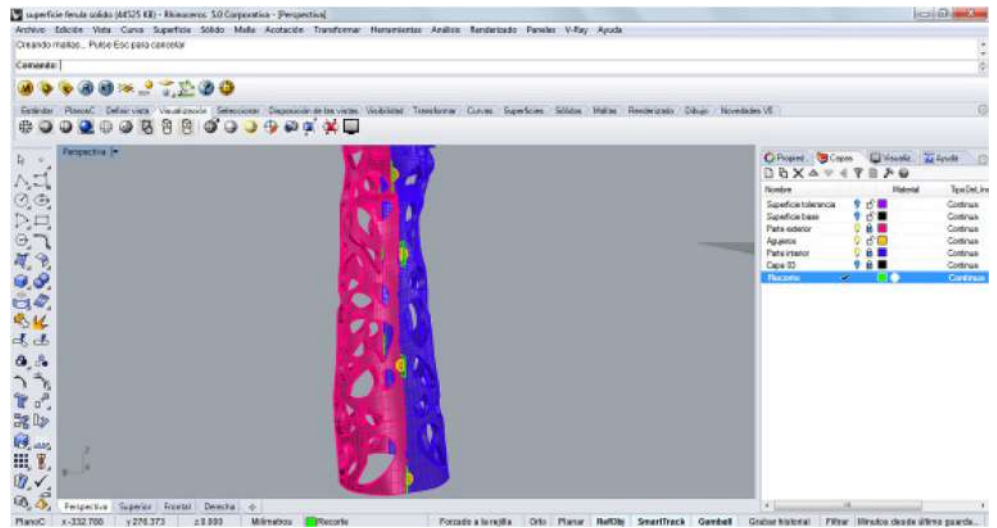 superficie ferula solido (44525 KB) - Rhinoceros 5.0 Corporativa - [Perspectiva]
Archivo Edición Vista Curva Superficie Sólido Malla Acotación Transformar Herramientas Análisis Renderizado Paneles V-Ray Ayuda
Creando mallas... Pulse Esc para cancelar
Comando:
Estándar PlanosC Definir vista Visualización Seleccionar Disposición de las vistas Visibilidad Transformar Curvas Superficies Sólidos Mallas Renderizado Dibujo Novedades V5
Perspectiva
Propied... Capas Visualiz... Ayuda
Nombre Material TipoDeLíne
Superficie tolerancia Continua
Superficie base Continua
Parte exterior Continua
Agujeros Continua
Parte interior Continua
Capa 03 Continua
Recorte Continua
z
x
Perspectiva Superior Frontal Derecha
PlanoC x -332.788 z 0.000 Milímetros Recorte Forzado a la rejilla Orto Planar RefObj SmartTrack Gumball Grabar historial Filtrar Minutos desde último guarda...